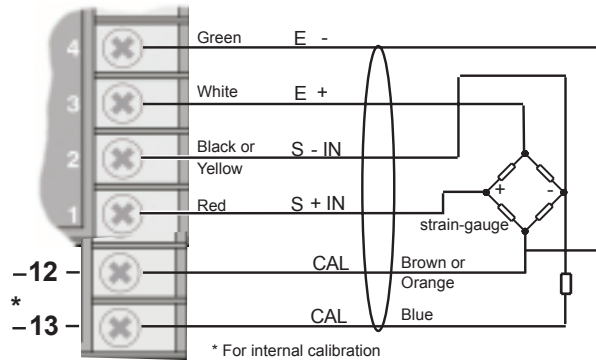 4 Green E -
3 White E +
2 Black or Yellow S - IN
1 Red S + IN
+ -
strain-gauge
–12 CAL Brown or Orange
*
–13 CAL Blue
* For internal calibration